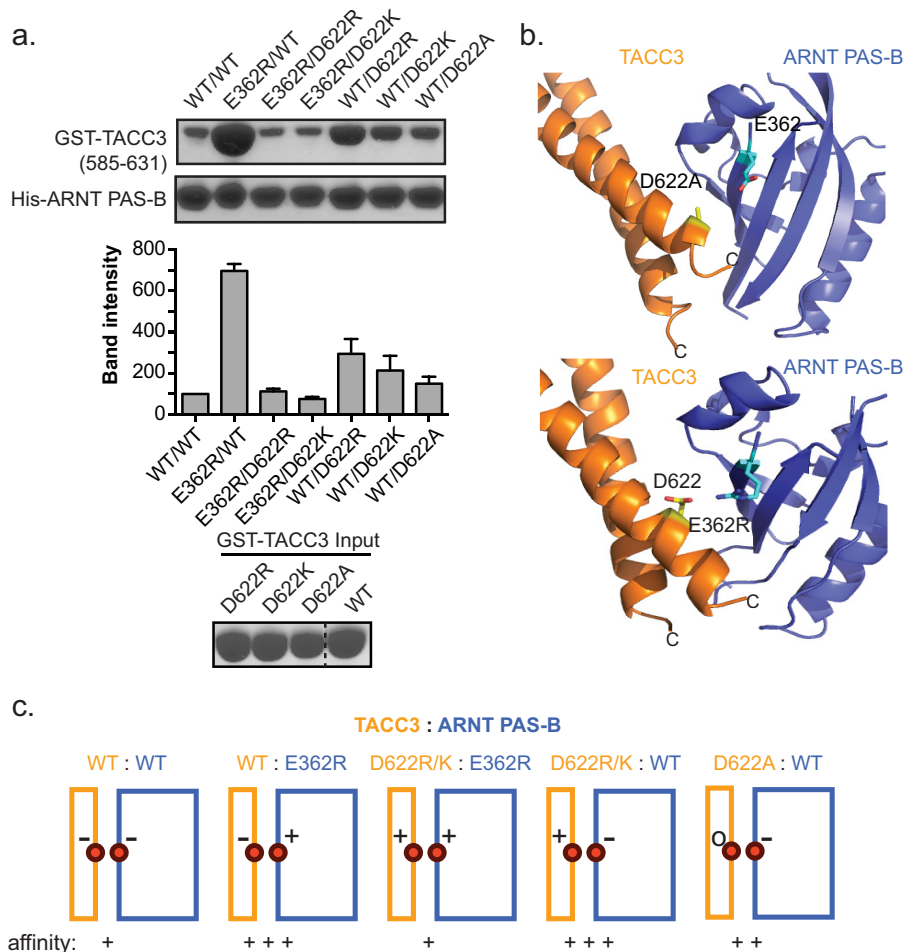 a.
WT/WT
E362R/WT
E362R/D622R
E362R/D622K
WT/D622R
WT/D622K
WT/D622A
GST-TACC3
(585-631)
His-ARNT PAS-B
Band intensity
800
600
400
200
0
WT/WT
E362R/WT
E362R/D622R
E362R/D622K
WT/D622R
WT/D622K
WT/D622A
GST-TACC3 Input
D622R
D622K
D622A
WT
b.
TACC3 ARNT PAS-B
E362
D622A
C
C
TACC3 ARNT PAS-B
D622
E362R
C
C
c.
TACC3 : ARNT PAS-B
WT : WT WT : E362R D622R/K : E362R D622R/K : WT D622A : WT
- - - + + + + - o -
affinity: + + + + + + + + + +